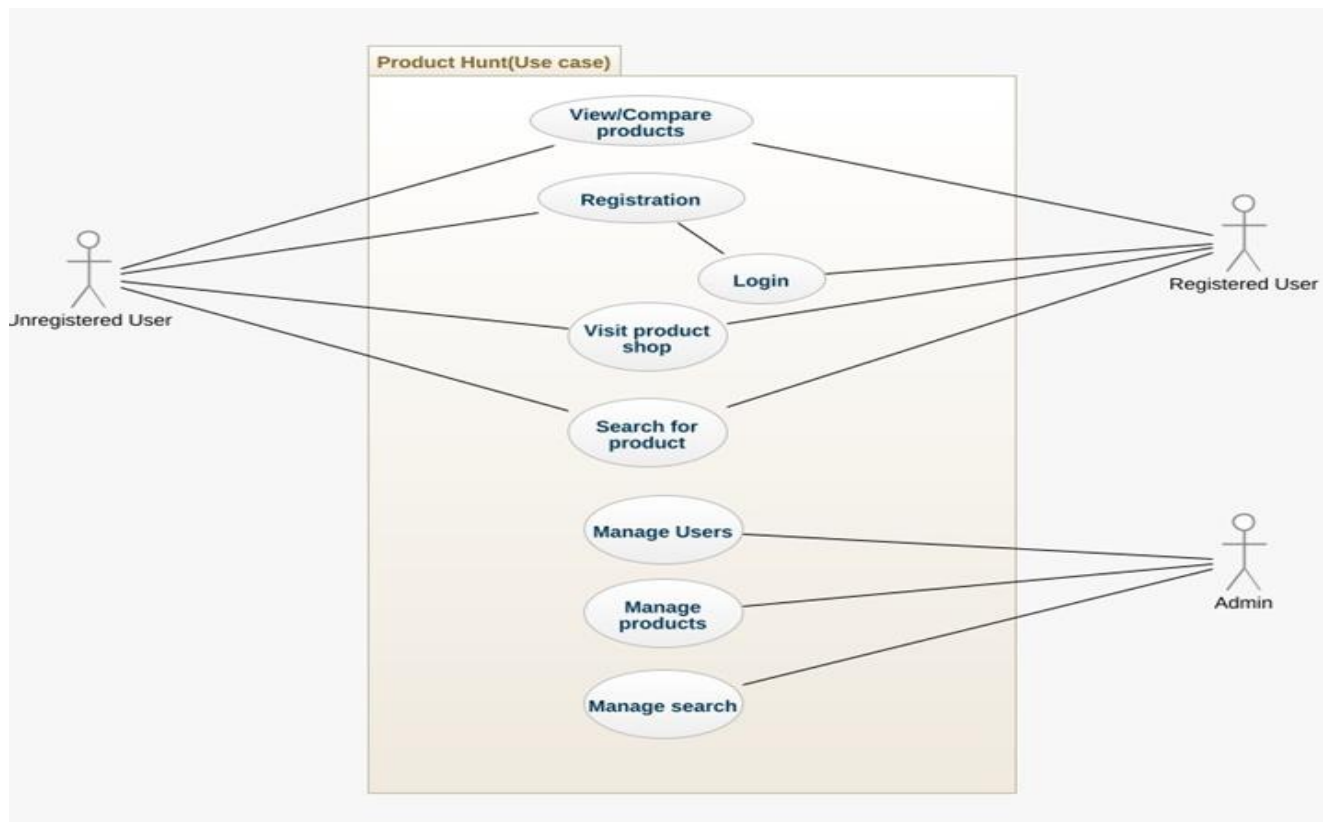 Product Hunt(Use case)
View/Compare
products
Registration
Login
Registered User
Unregistered User
Visit product
shop
Search for
product
Manage Users
Manage
products
Admin
Manage search